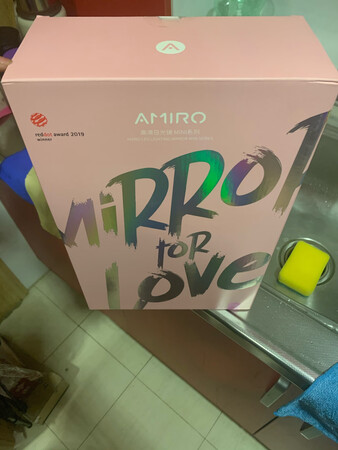 A
reddot award 2019
winner
AMIRO
MIRROR
FOR
Love